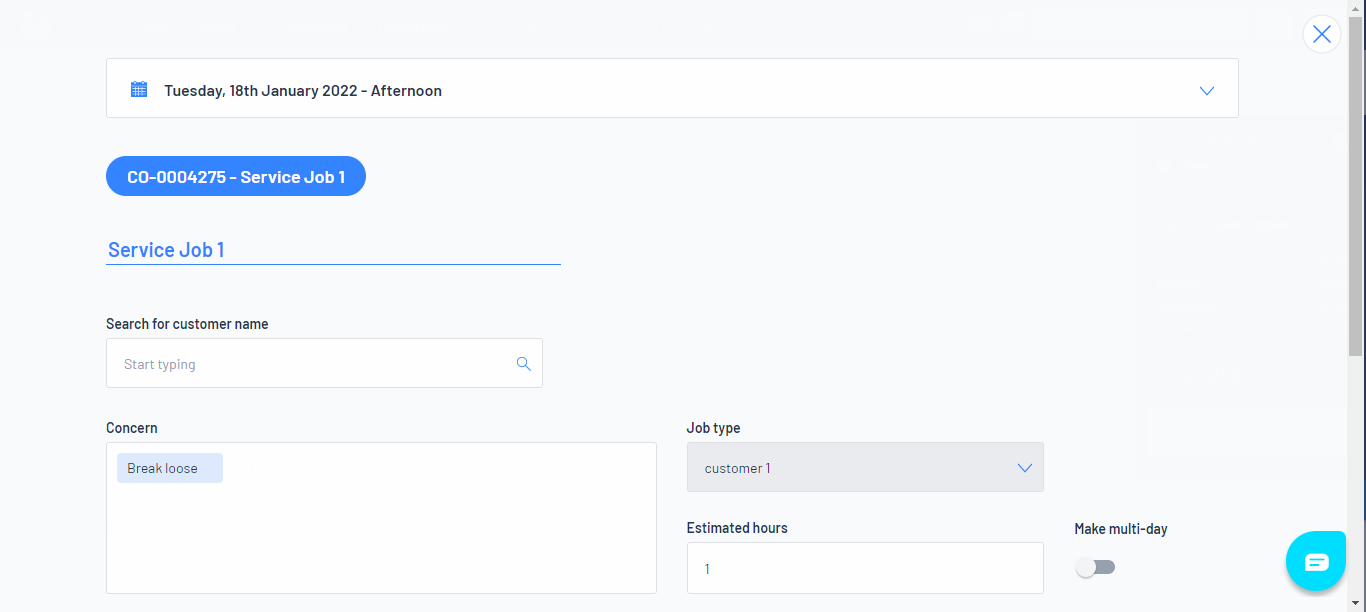 Tuesday, 18th January 2022 - Afternoon
CO-0004275 - Service Job 1
Service Job 1
Search for customer name
Start typing
Concern
Break loose
Job type
customer 1
Estimated hours
1
Make multi-day